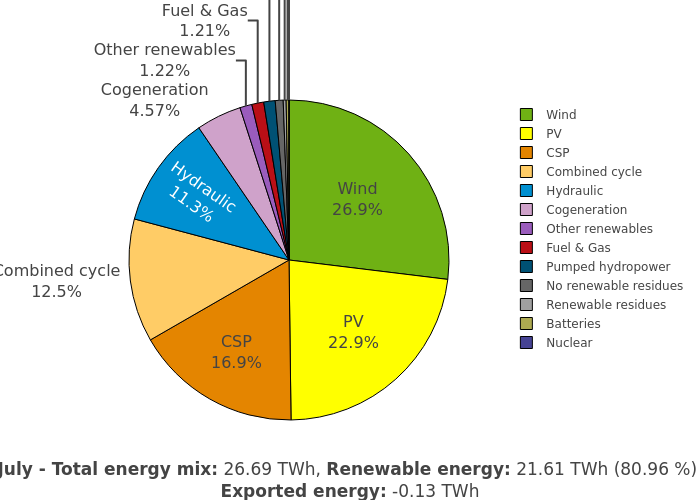 Fuel & Gas
1.21%
Other renewables
1.22%
Cogeneration
4.57%
Hydraulic
11.3%
Wind
26.9%
Combined cycle
12.5%
CSP
16.9%
PV
22.9%
Wind
PV
CSP
Combined cycle
Hydraulic
Cogeneration
Other renewables
Fuel & Gas
Pumped hydropower
No renewable residues
Renewable residues
Batteries
Nuclear
July - Total energy mix: 26.69 TWh, Renewable energy: 21.61 TWh (80.96 %)
Exported energy: -0.13 TWh